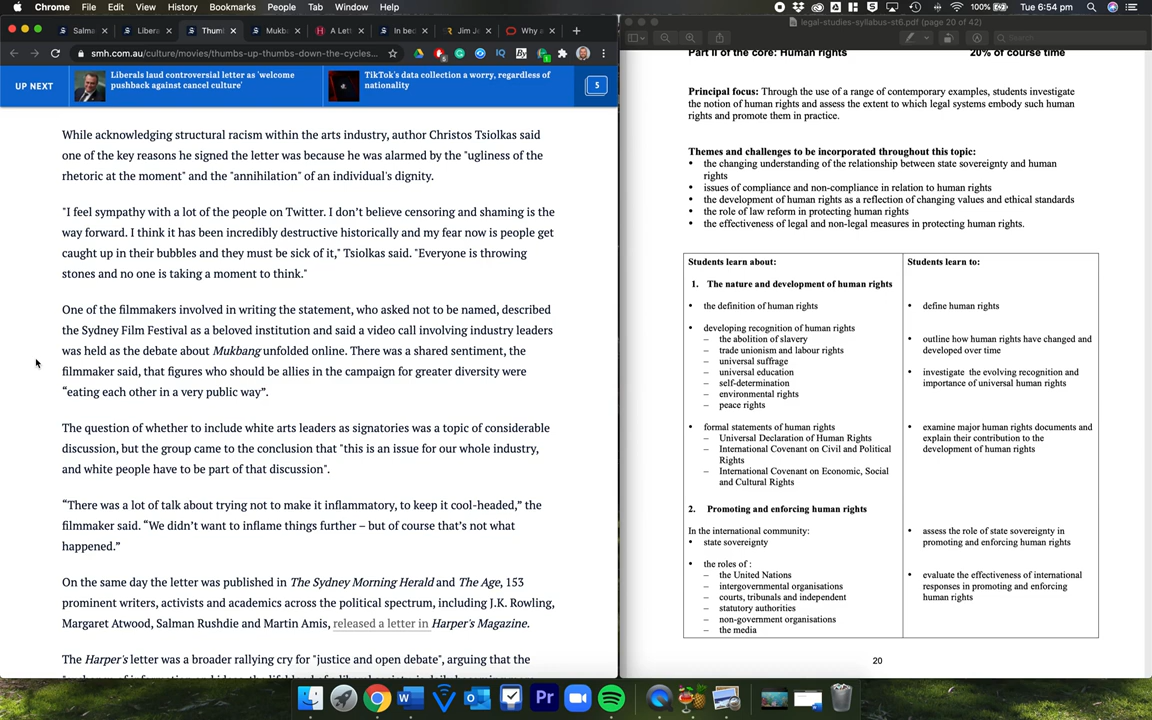 Chrome File Edit View History Bookmarks People Tab Window Help
100% Tue 6:54 pm
Salma Libera Thumb Mukba A Lett In bed Jim Je Why a
smh.com.au/culture/movies/thumbs-up-thumbs-down-the-cycles...
UP NEXT
Liberals laud controversial letter as 'welcome
pushback against cancel culture'
TikTok's data collection a worry, regardless of
nationality
5
While acknowledging structural racism within the arts industry, author Christos Tsiolkas said
one of the key reasons he signed the letter was because he was alarmed by the "ugliness of the
rhetoric at the moment" and the "annihilation" of an individual's dignity.
"I feel sympathy with a lot of the people on Twitter. I don't believe censoring and shaming is the
way forward. I think it has been incredibly destructive historically and my fear now is people get
caught up in their bubbles and they must be sick of it," Tsiolkas said. "Everyone is throwing
stones and no one is taking a moment to think."
One of the filmmakers involved in writing the statement, who asked not to be named, described
the Sydney Film Festival as a beloved institution and said a video call involving industry leaders
was held as the debate about Mukbang unfolded online. There was a shared sentiment, the
filmmaker said, that figures who should be allies in the campaign for greater diversity were
“eating each other in a very public way”.
The question of whether to include white arts leaders as signatories was a topic of considerable
discussion, but the group came to the conclusion that "this is an issue for our whole industry,
and white people have to be part of that discussion".
“There was a lot of talk about trying not to make it inflammatory, to keep it cool-headed,” the
filmmaker said. “We didn’t want to inflame things further – but of course that’s not what
happened.”
On the same day the letter was published in The Sydney Morning Herald and The Age, 153
prominent writers, activists and academics across the political spectrum, including J.K. Rowling,
Margaret Atwood, Salman Rushdie and Martin Amis, released a letter in Harper's Magazine.
The Harper's letter was a broader rallying cry for "justice and open debate", arguing that the
legal-studies-syllabus-st6.pdf (page 20 of 42)
Search
Part II of the core: Human rights 20% of course time
Principal focus: Through the use of a range of contemporary examples, students investigate
the notion of human rights and assess the extent to which legal systems embody such human
rights and promote them in practice.
Themes and challenges to be incorporated throughout this topic:
• the changing understanding of the relationship between state sovereignty and human
rights
• issues of compliance and non-compliance in relation to human rights
• the development of human rights as a reflection of changing values and ethical standards
• the role of law reform in protecting human rights
• the effectiveness of legal and non-legal measures in protecting human rights.
Students learn about: Students learn to:
1. The nature and development of human rights
• the definition of human rights
• define human rights
• developing recognition of human rights
– the abolition of slavery
– trade unionism and labour rights
– universal suffrage
– universal education
– self-determination
– environmental rights
– peace rights
• outline how human rights have changed and
developed over time
• investigate the evolving recognition and
importance of universal human rights
• formal statements of human rights
– Universal Declaration of Human Rights
– International Covenant on Civil and Political
Rights
– International Covenant on Economic, Social
and Cultural Rights
• examine major human rights documents and
explain their contribution to the
development of human rights
2. Promoting and enforcing human rights
In the international community:
• state sovereignty
• assess the role of state sovereignty in
promoting and enforcing human rights
• the roles of :
– the United Nations
– intergovernmental organisations
– courts, tribunals and independent
– statutory authorities
– non-government organisations
– the media
• evaluate the effectiveness of international
responses in promoting and enforcing
human rights
20